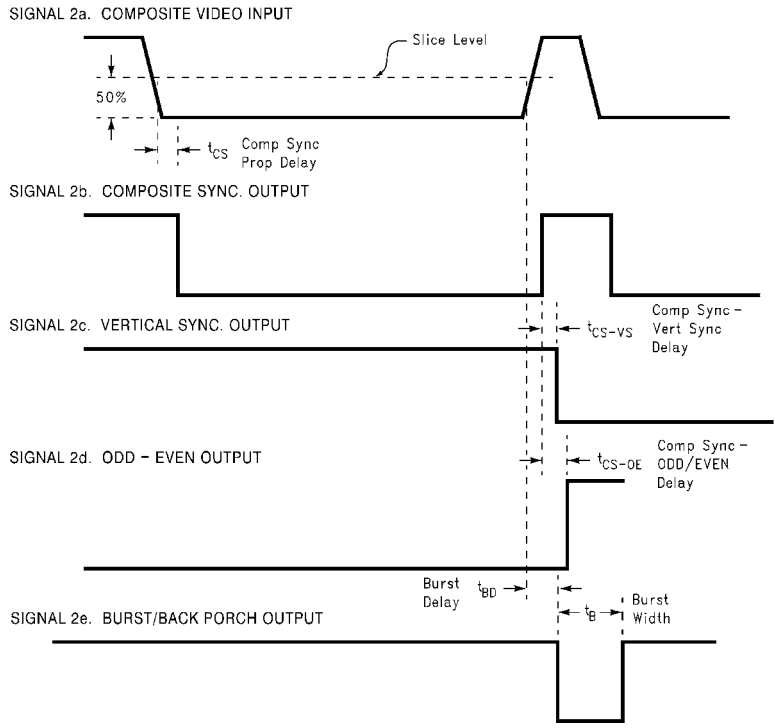 SIGNAL 2a. COMPOSITE VIDEO INPUT
Slice Level
50%
tCS
Comp Sync
Prop Delay
SIGNAL 2b. COMPOSITE SYNC. OUTPUT
SIGNAL 2c. VERTICAL SYNC. OUTPUT
tCS-VS
Comp Sync –
Vert Sync
Delay
SIGNAL 2d. ODD – EVEN OUTPUT
tCS-OE
Comp Sync –
ODD/EVEN
Delay
Burst
Delay
tBD
SIGNAL 2e. BURST/BACK PORCH OUTPUT
tB
Burst
Width